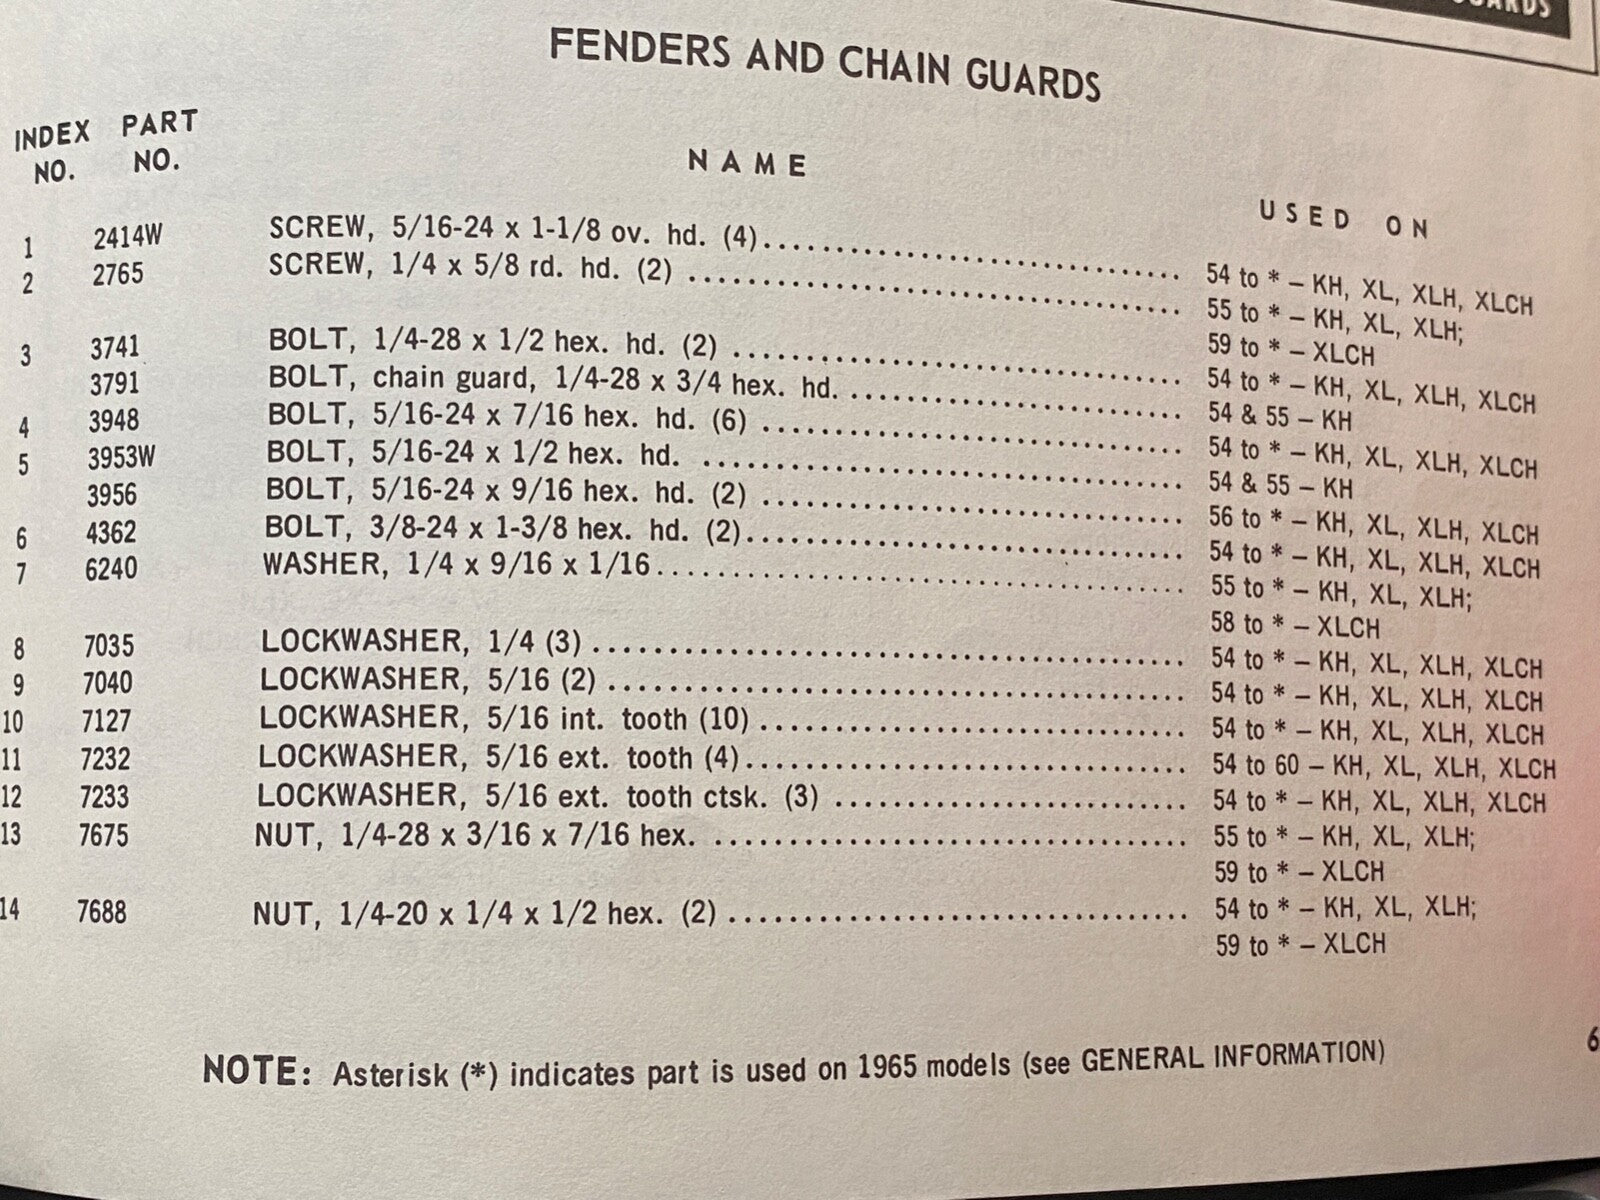 GUARDS
FENDERS AND CHAIN GUARDS
INDEX NO. PART NO. NAME USED ON
1 2414W SCREW, 5/16-24 x 1-1/8 ov. hd. (4) 54 to * – KH, XL, XLH, XLCH
2 2765 SCREW, 1/4 x 5/8 rd. hd. (2) 55 to * – KH, XL, XLH;
59 to * – XLCH
3 3741 BOLT, 1/4-28 x 1/2 hex. hd. (2) 54 to * – KH, XL, XLH, XLCH
3791 BOLT, chain guard, 1/4-28 x 3/4 hex. hd. 54 & 55 – KH
4 3948 BOLT, 5/16-24 x 7/16 hex. hd. (6) 54 to * – KH, XL, XLH, XLCH
5 3953W BOLT, 5/16-24 x 1/2 hex. hd. 54 & 55 – KH
3956 BOLT, 5/16-24 x 9/16 hex. hd. (2) 56 to * – KH, XL, XLH, XLCH
6 4362 BOLT, 3/8-24 x 1-3/8 hex. hd. (2) 54 to * – KH, XL, XLH, XLCH
7 6240 WASHER, 1/4 x 9/16 x 1/16 55 to * – KH, XL, XLH;
58 to * – XLCH
8 7035 LOCKWASHER, 1/4 (3) 54 to * – KH, XL, XLH, XLCH
9 7040 LOCKWASHER, 5/16 (2) 54 to * – KH, XL, XLH, XLCH
10 7127 LOCKWASHER, 5/16 int. tooth (10) 54 to * – KH, XL, XLH, XLCH
11 7232 LOCKWASHER, 5/16 ext. tooth (4) 54 to 60 – KH, XL, XLH, XLCH
12 7233 LOCKWASHER, 5/16 ext. tooth ctsk. (3) 54 to * – KH, XL, XLH, XLCH
13 7675 NUT, 1/4-28 x 3/16 x 7/16 hex. 55 to * – KH, XL, XLH;
59 to * – XLCH
14 7688 NUT, 1/4-20 x 1/4 x 1/2 hex. (2) 54 to * – KH, XL, XLH;
59 to * – XLCH
NOTE: Asterisk (*) indicates part is used on 1965 models (see GENERAL INFORMATION)